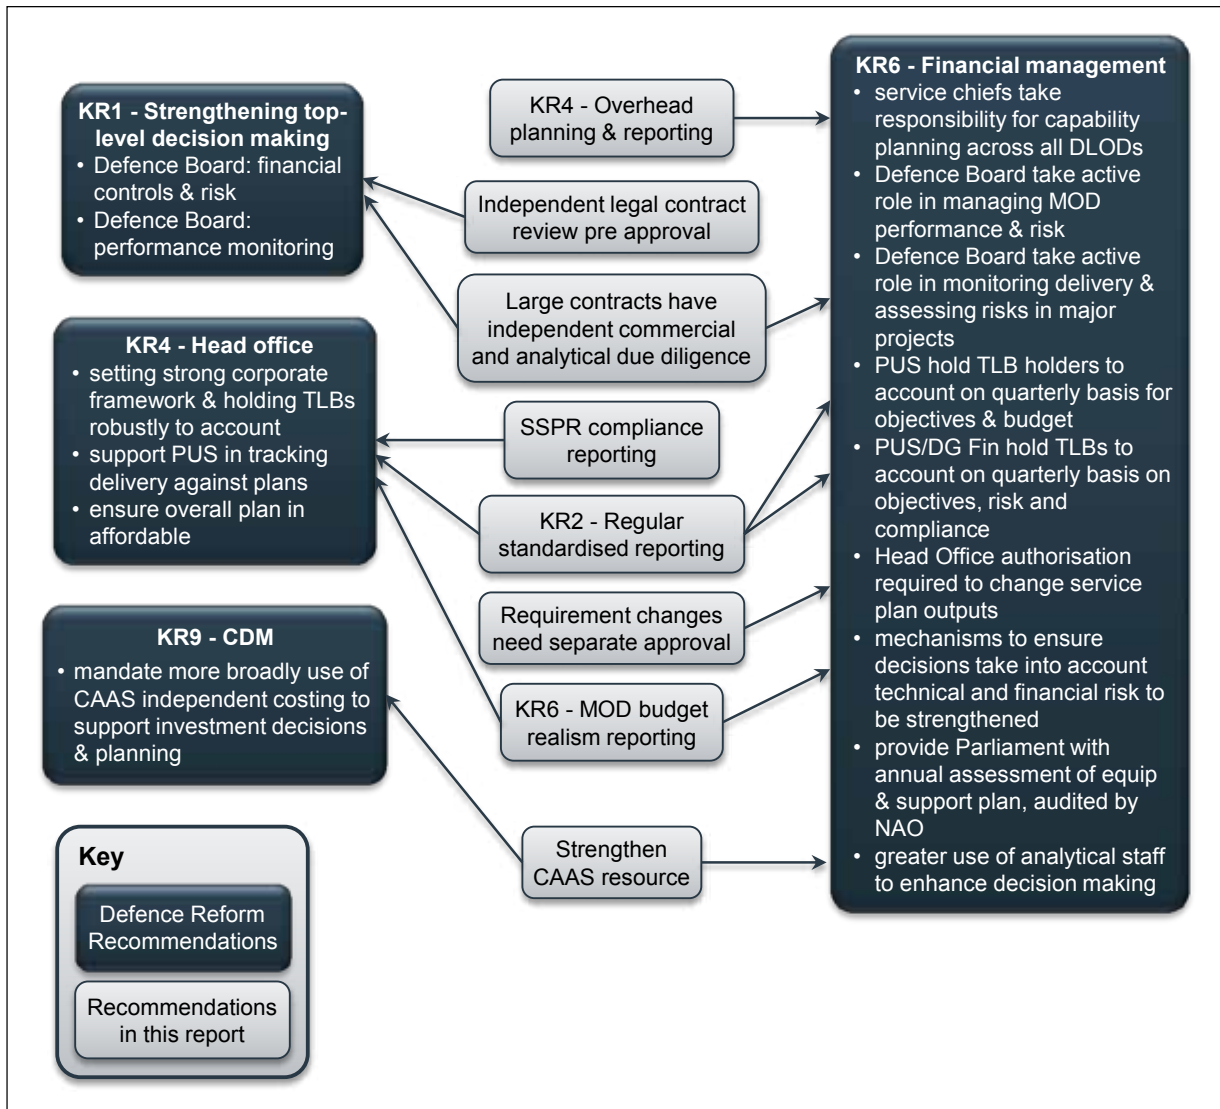 KR1 - Strengthening top-
level decision making
• Defence Board: financial
controls & risk
• Defence Board:
performance monitoring
KR4 - Head office
• setting strong corporate
framework & holding TLBs
robustly to account
• support PUS in tracking
delivery against plans
• ensure overall plan in
affordable
KR9 - CDM
• mandate more broadly use of
CAAS independent costing to
support investment decisions
& planning
Key
Defence Reform
Recommendations
Recommendations
in this report
KR4 - Overhead
planning & reporting
Independent legal contract
review pre approval
Large contracts have
independent commercial
and analytical due diligence
SSPR compliance
reporting
KR2 - Regular
standardised reporting
Requirement changes
need separate approval
KR6 - MOD budget
realism reporting
Strengthen
CAAS resource
KR6 - Financial management
• service chiefs take
responsibility for capability
planning across all DLODs
• Defence Board take active
role in managing MOD
performance & risk
• Defence Board take active
role in monitoring delivery &
assessing risks in major
projects
• PUS hold TLB holders to
account on quarterly basis for
objectives & budget
• PUS/DG Fin hold TLBs to
account on quarterly basis on
objectives, risk and
compliance
• Head Office authorisation
required to change service
plan outputs
• mechanisms to ensure
decisions take into account
technical and financial risk to
be strengthened
• provide Parliament with
annual assessment of equip
& support plan, audited by
NAO
• greater use of analytical staff
to enhance decision making